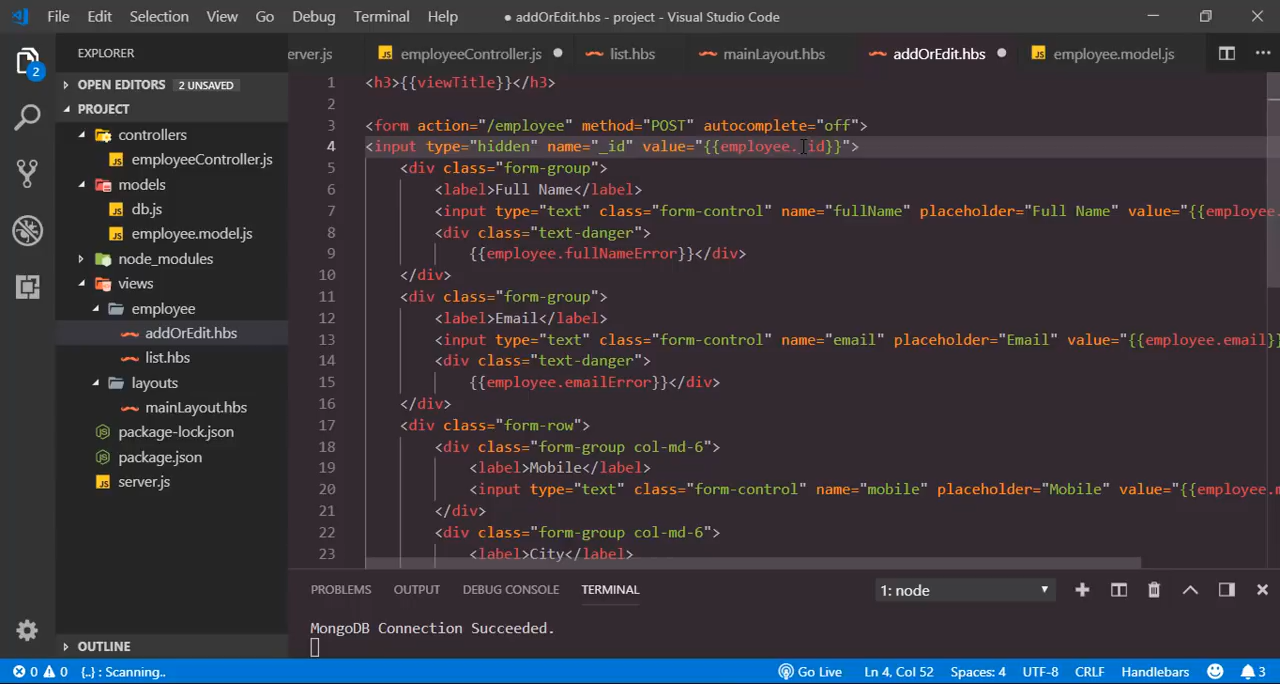 File Edit Selection View Go Debug Terminal Help
● addOrEdit.hbs - project - Visual Studio Code
EXPLORER
OPEN EDITORS 2 UNSAVED
PROJECT
controllers
employeeController.js
models
db.js
employee.model.js
node_modules
views
employee
addOrEdit.hbs
list.hbs
layouts
mainLayout.hbs
package-lock.json
package.json
server.js
OUTLINE
2
erver.js employeeController.js list.hbs mainLayout.hbs addOrEdit.hbs employee.model.js
1 <h3>{{viewTitle}}</h3>
2
3 <form action="/employee" method="POST" autocomplete="off">
4 <input type="hidden" name="_id" value="{{employee._id}}">
5 <div class="form-group">
6 <label>Full Name</label>
7 <input type="text" class="form-control" name="fullName" placeholder="Full Name" value="{{employee.
8 <div class="text-danger">
9 {{employee.fullNameError}}</div>
10 </div>
11 <div class="form-group">
12 <label>Email</label>
13 <input type="text" class="form-control" name="email" placeholder="Email" value="{{employee.email}
14 <div class="text-danger">
15 {{employee.emailError}}</div>
16 </div>
17 <div class="form-row">
18 <div class="form-group col-md-6">
19 <label>Mobile</label>
20 <input type="text" class="form-control" name="mobile" placeholder="Mobile" value="{{employee.m
21 </div>
22 <div class="form-group col-md-6">
23 <label>City</label>
PROBLEMS OUTPUT DEBUG CONSOLE TERMINAL 1: node
MongoDB Connection Succeeded.
0 0 {..} : Scanning.. Go Live Ln 4, Col 52 Spaces: 4 UTF-8 CRLF Handlebars 3